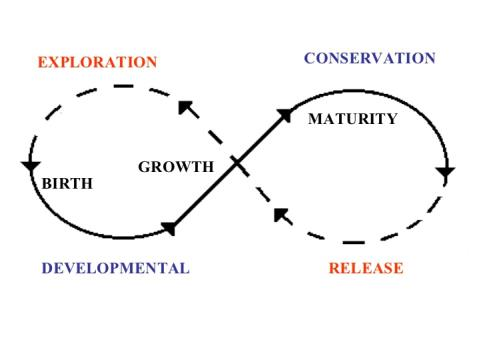 EXPLORATION
CONSERVATION
MATURITY
GROWTH
BIRTH
DEVELOPMENTAL
RELEASE